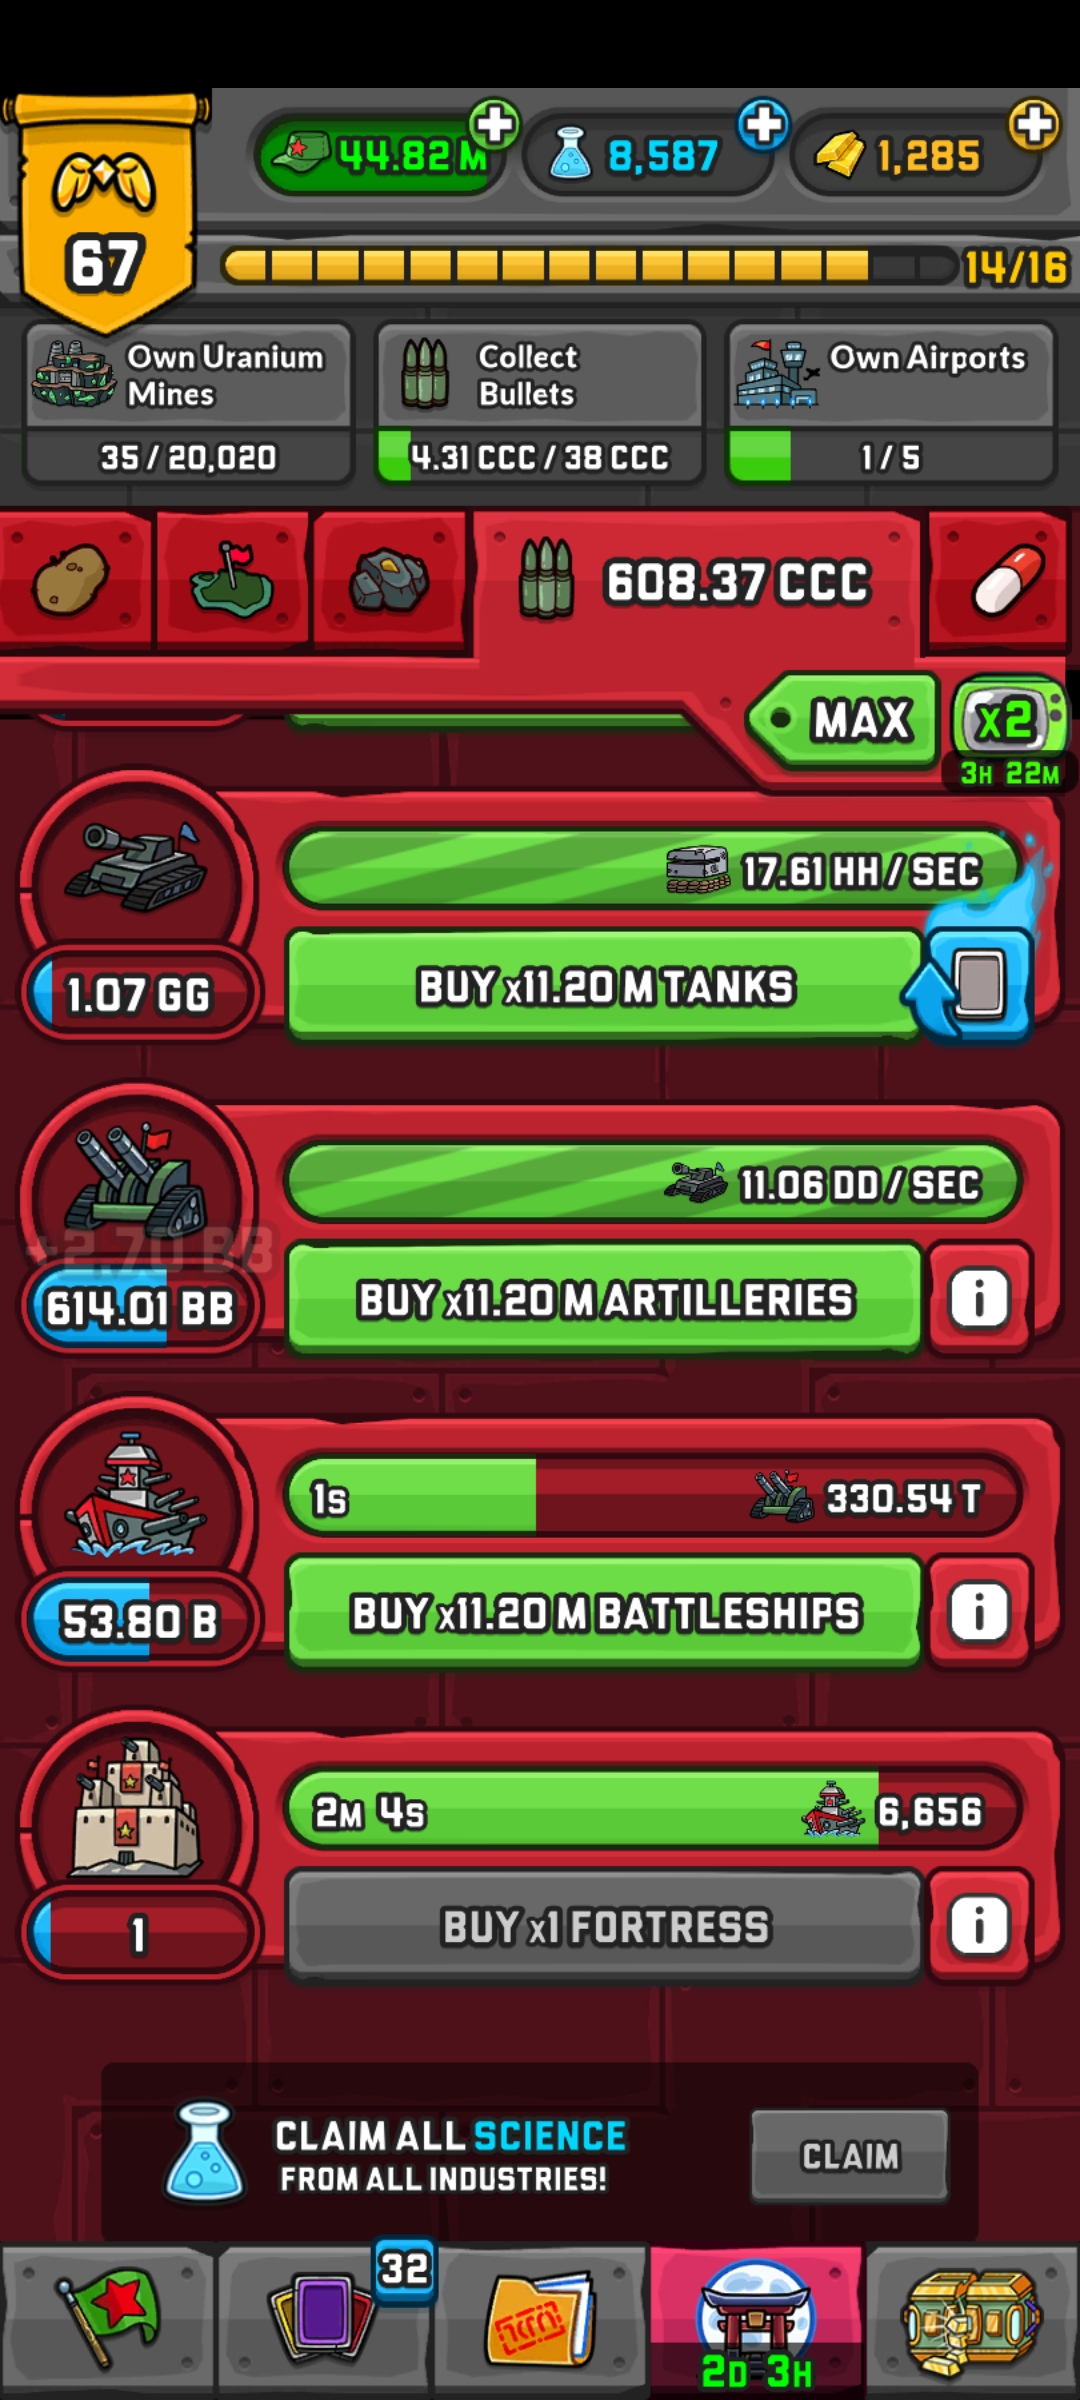 44.82 M
8,587
1,285
67
14/16
Own Uranium
Mines
35 / 20,020
Collect
Bullets
4.31 CCC / 38 CCC
Own Airports
1 / 5
608.37 CCC
MAX
x2
3H 22M
17.61 HH / SEC
1.07 GG
BUY x11.20 M TANKS
11.06 DD / SEC
+2.70 BB
614.01 BB
BUY x11.20 M ARTILLERIES
i
1s
330.54 T
53.80 B
BUY x11.20 M BATTLESHIPS
i
2M 4s
6,656
1
BUY x1 FORTRESS
i
CLAIM ALL SCIENCE
FROM ALL INDUSTRIES!
CLAIM
32
2D 3H